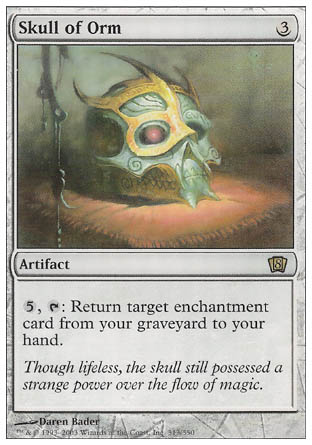 Skull of Orm 3
Artifact
5, : Return target enchantment
card from your graveyard to your
hand.
Though lifeless, the skull still possessed a
strange power over the flow of magic.
Daren Bader
™ & © 1993–2003 Wizards of the Coast, Inc. 313/350